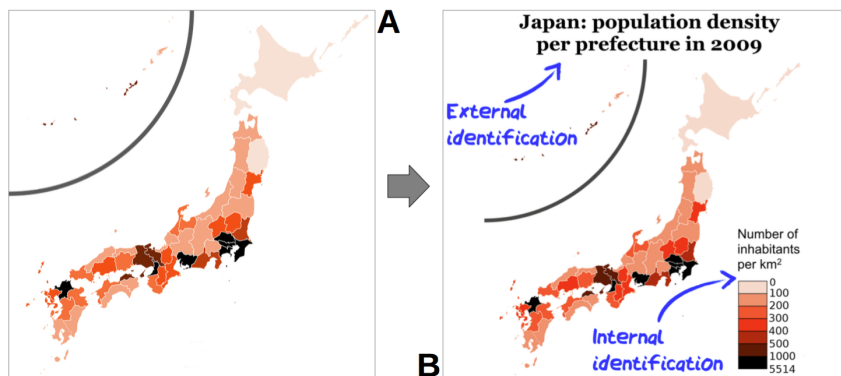 A
Japan: population density
per prefecture in 2009
External
identification
Number of
inhabitants
per km²
0
100
200
300
400
500
1000
5514
Internal
identification
B